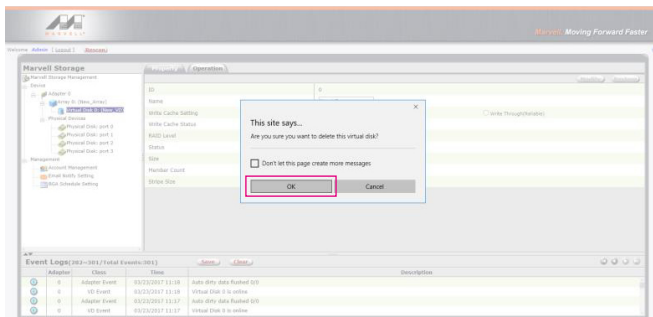 MARVELL
Marvell. Moving Forward Faster
Welcome Admin [ Logout ]
Marvell Storage
Operation
Marvell Storage Management
Device
Adapter 0
Array 0: (New_Array)
Virtual Disk 0: (New_VD)
Physical Devices
Physical Disk: port 0
Physical Disk: port 1
Physical Disk: port 2
Physical Disk: port 3
Management
Account Management
Email Notify Setting
BGA Schedule Setting
ID
0
Name
Write Cache Setting
Write Through
Write Cache Status
RAID Level
Status
Size
Member Count
Stripe Size
This site says...
Are you sure you want to delete this virtual disk?
Don't let this page create more messages
OK
Cancel
Event Logs(
301/Total Events:301)
Save
Clear
Adapter Class Time Description
0 Adapter Event 03/23/2017 11:18 Auto dirty data flushed 0/0
0 VD Event 03/23/2017 11:18 Virtual Disk 0 is online
0 Adapter Event 03/23/2017 11:17 Auto dirty data flushed 0/0
0 VD Event 03/23/2017 11:17 Virtual Disk 0 is online